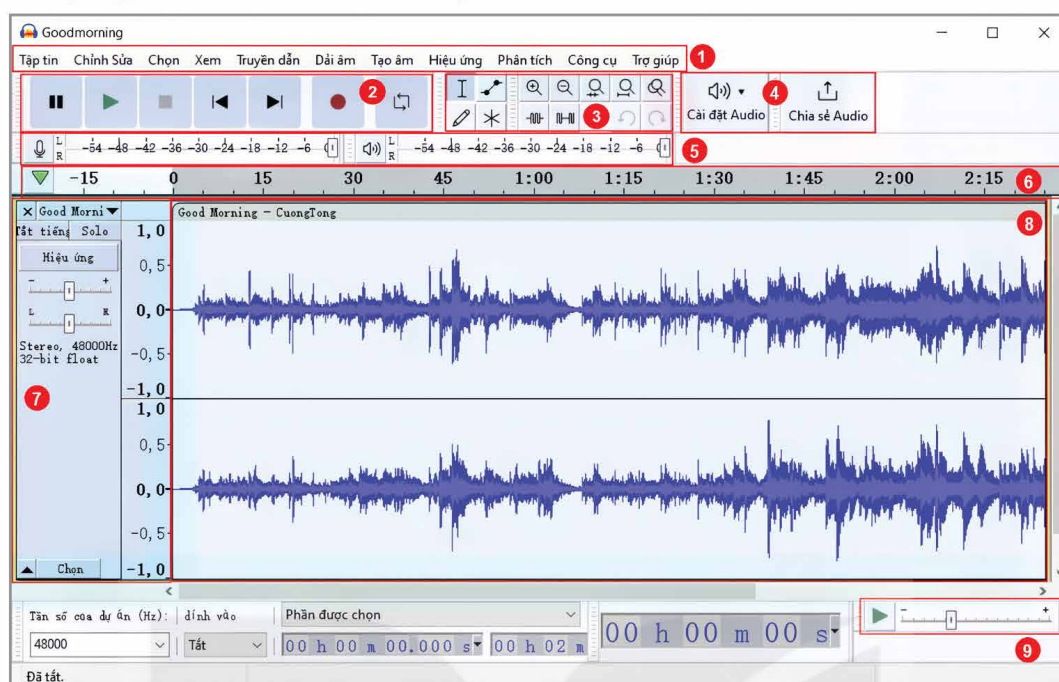 Goodmorning
Tập tin Chỉnh Sửa Chọn Xem Truyền dẫn Dải âm Tạo âm Hiệu ứng Phân tích Công cụ Trợ giúp 1
2
3
4
Cài đặt Audio Chia sẻ Audio
L -54 -48 -42 -36 -30 -24 -18 -12 -6 L -54 -48 -42 -36 -30 -24 -18 -12 -6 5
R R
-15 0 15 30 45 1:00 1:15 1:30 1:45 2:00 2:15 6
× Good Morni Good Morning - CuongTong 8
Tắt tiếng Solo 1,0
Hiệu ứng 0,5
- +
L R 0,0
Stereo, 48000Hz
32-bit float -0,5
7 -1,0
1,0
0,5
0,0
-0,5
Chọn -1,0
Tần số của dự án (Hz): dính vào Phần được chọn
48000 Tắt 00 h 00 m 00.000 s 00 h 02 m 00 h 00 m 00 s - +
9
Đã tắt.